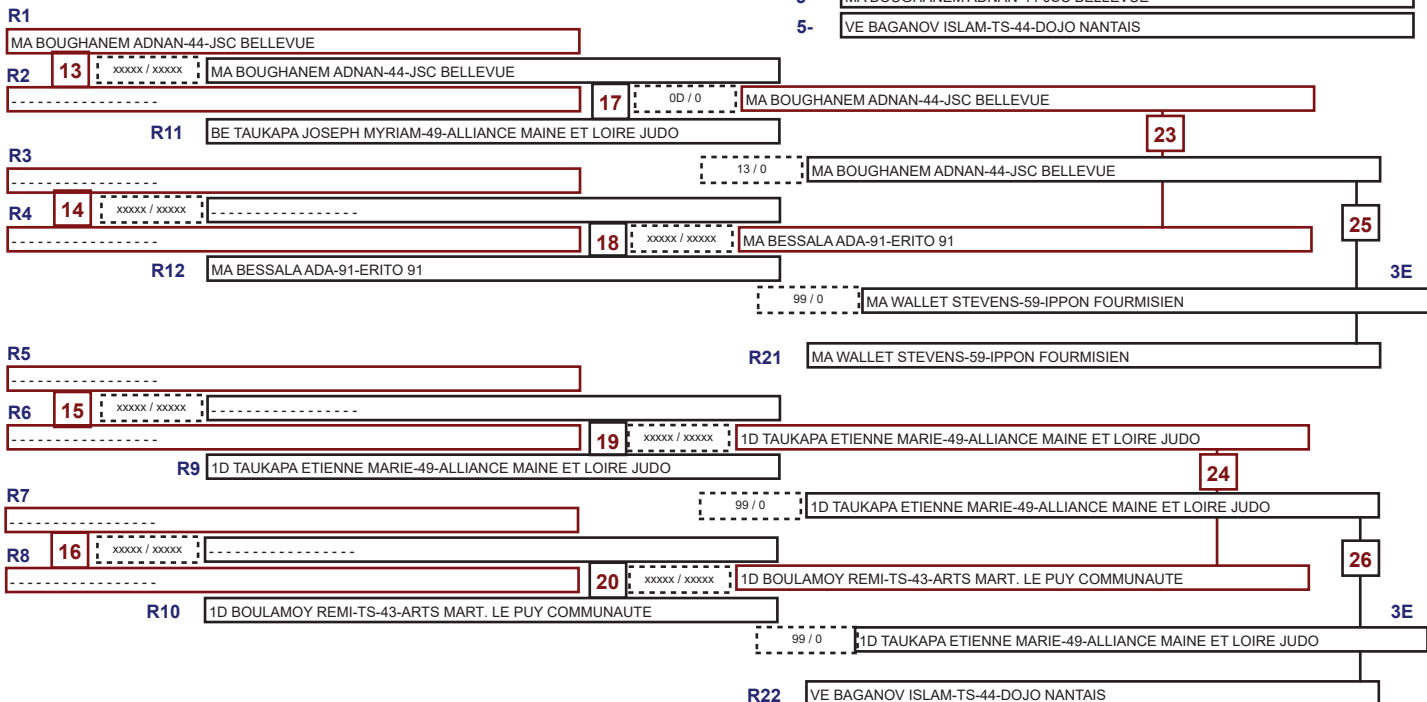 MA BOUGHANEM ADNAN-44-JSC BELLEVUE
R1
5- VE BAGANOV ISLAM-TS-44-DOJO NANTAIS
MA BOUGHANEM ADNAN-44-JSC BELLEVUE
R2 13 xxxxx / xxxxx MA BOUGHANEM ADNAN-44-JSC BELLEVUE
- - - - - - - - - - - - - - - - 17 0D / 0 MA BOUGHANEM ADNAN-44-JSC BELLEVUE
R11 BE TAUKAPA JOSEPH MYRIAM-49-ALLIANCE MAINE ET LOIRE JUDO 23
R3
- - - - - - - - - - - - - - - - 13 / 0 MA BOUGHANEM ADNAN-44-JSC BELLEVUE
R4 14 xxxxx / xxxxx - - - - - - - - - - - - - - - -
25
- - - - - - - - - - - - - - - - 18 xxxxx / xxxxx MA BESSALA ADA-91-ERITO 91
R12 MA BESSALA ADA-91-ERITO 91 3E
99 / 0 MA WALLET STEVENS-59-IPPON FOURMISIEN
R5
R21 MA WALLET STEVENS-59-IPPON FOURMISIEN
- - - - - - - - - - - - - - - -
R6 15 xxxxx / xxxxx - - - - - - - - - - - - - - - -
- - - - - - - - - - - - - - - - 19 xxxxx / xxxxx 1D TAUKAPA ETIENNE MARIE-49-ALLIANCE MAINE ET LOIRE JUDO
R9 1D TAUKAPA ETIENNE MARIE-49-ALLIANCE MAINE ET LOIRE JUDO 24
R7
99 / 0 1D TAUKAPA ETIENNE MARIE-49-ALLIANCE MAINE ET LOIRE JUDO
- - - - - - - - - - - - - - - -
R8 16 xxxxx / xxxxx - - - - - - - - - - - - - - - - 26
- - - - - - - - - - - - - - - - 20 xxxxx / xxxxx 1D BOULAMOY REMI-TS-43-ARTS MART. LE PUY COMMUNAUTE
R10 1D BOULAMOY REMI-TS-43-ARTS MART. LE PUY COMMUNAUTE 3E
99 / 0 1D TAUKAPA ETIENNE MARIE-49-ALLIANCE MAINE ET LOIRE JUDO
R22 VE BAGANOV ISLAM-TS-44-DOJO NANTAIS